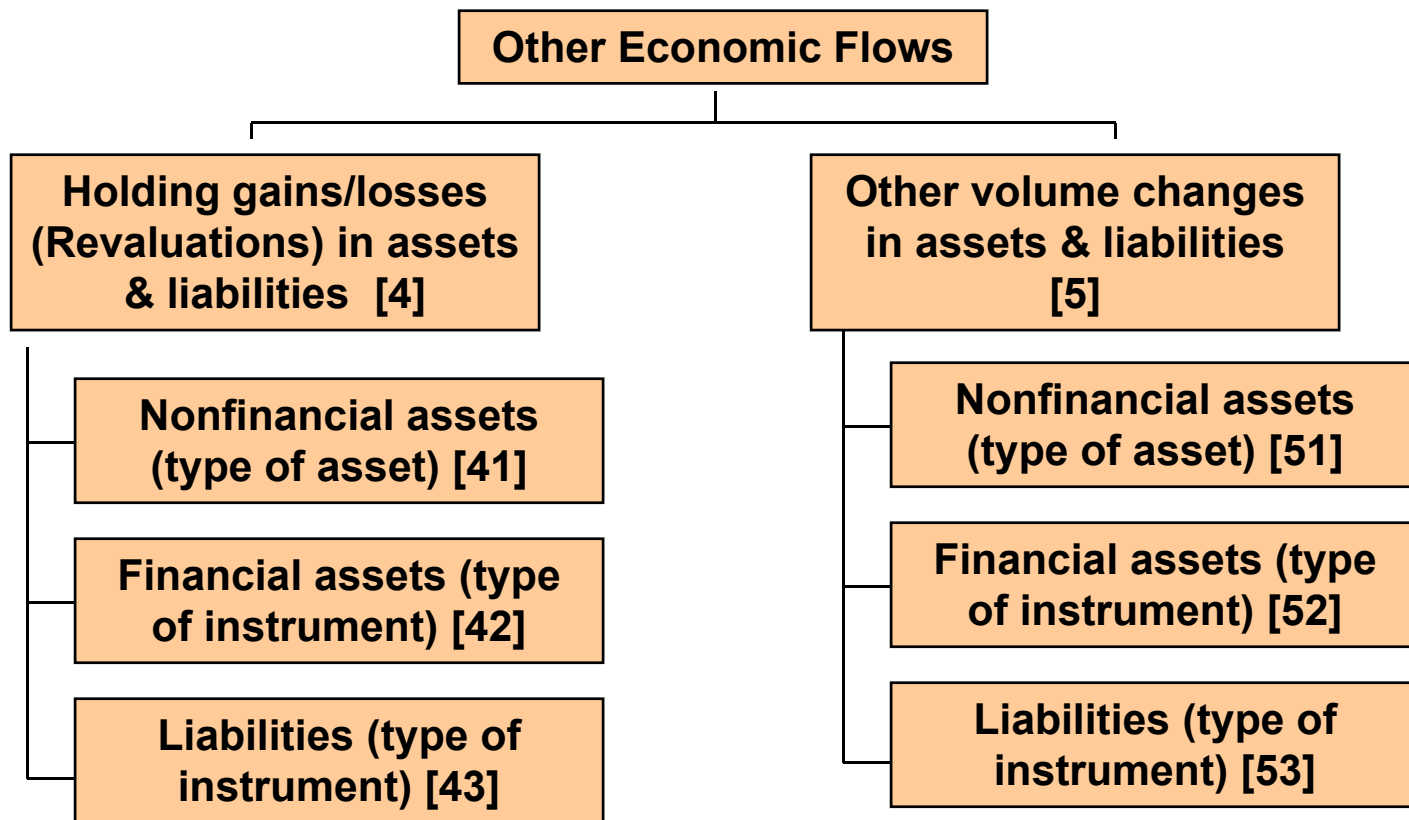 Other Economic Flows
Holding gains/losses
(Revaluations) in assets
& liabilities [4]
Nonfinancial assets
(type of asset) [41]
Financial assets (type
of instrument) [42]
Liabilities (type of
instrument) [43]
Other volume changes
in assets & liabilities
[5]
Nonfinancial assets
(type of asset) [51]
Financial assets (type
of instrument) [52]
Liabilities (type of
instrument) [53]